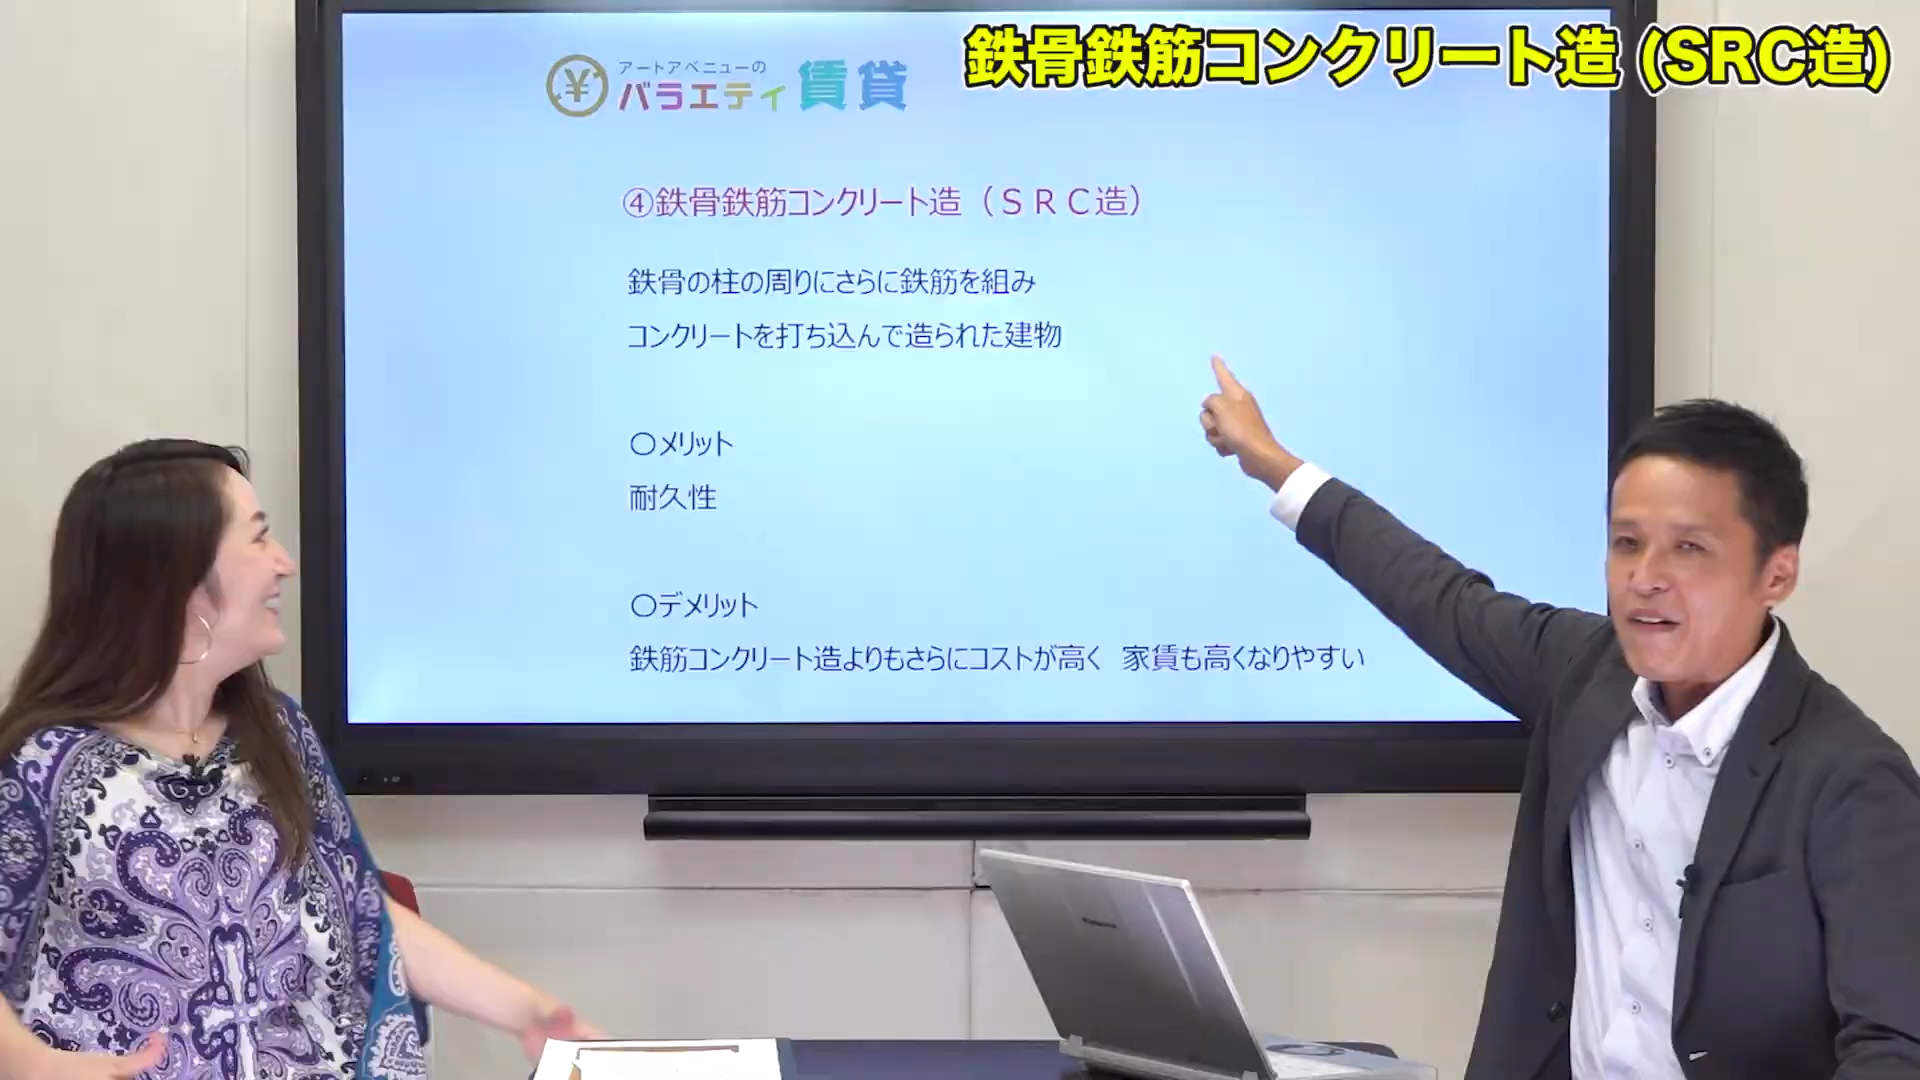 鉄骨鉄筋コンクリート造 (SRC造)
アートアベニューの
バラエティ賃貸
④鉄骨鉄筋コンクリート造（ＳＲＣ造）
鉄骨の柱の周りにさらに鉄筋を組み
コンクリートを打ち込んで造られた建物
〇メリット
耐久性
〇デメリット
鉄筋コンクリート造よりもさらにコストが高く　家賃も高くなりやすい